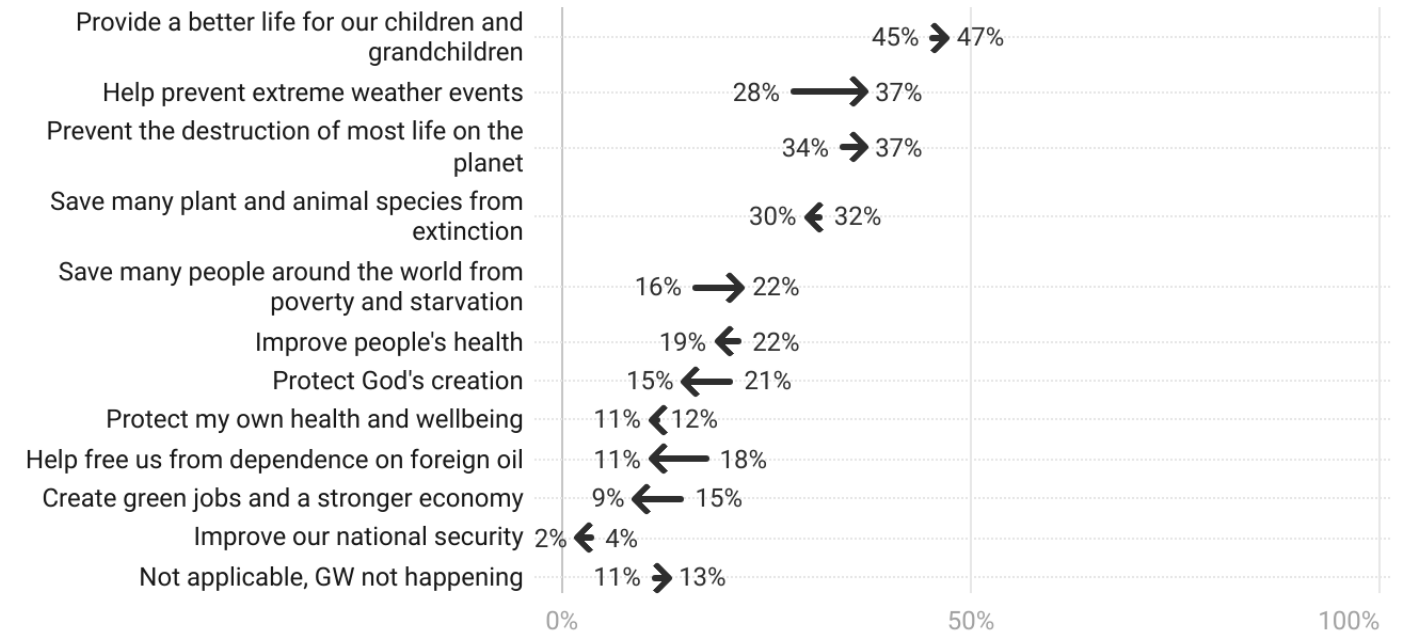 Provide a better life for our children and
grandchildren
45% 47%
Help prevent extreme weather events
28% 37%
Prevent the destruction of most life on the
planet
34% 37%
Save many plant and animal species from
extinction
30% 32%
Save many people around the world from
poverty and starvation
16% 22%
Improve people's health
19% 22%
Protect God's creation
15% 21%
Protect my own health and wellbeing
11% 12%
Help free us from dependence on foreign oil
11% 18%
Create green jobs and a stronger economy
9% 15%
Improve our national security
2% 4%
Not applicable, GW not happening
11% 13%
0% 50% 100%